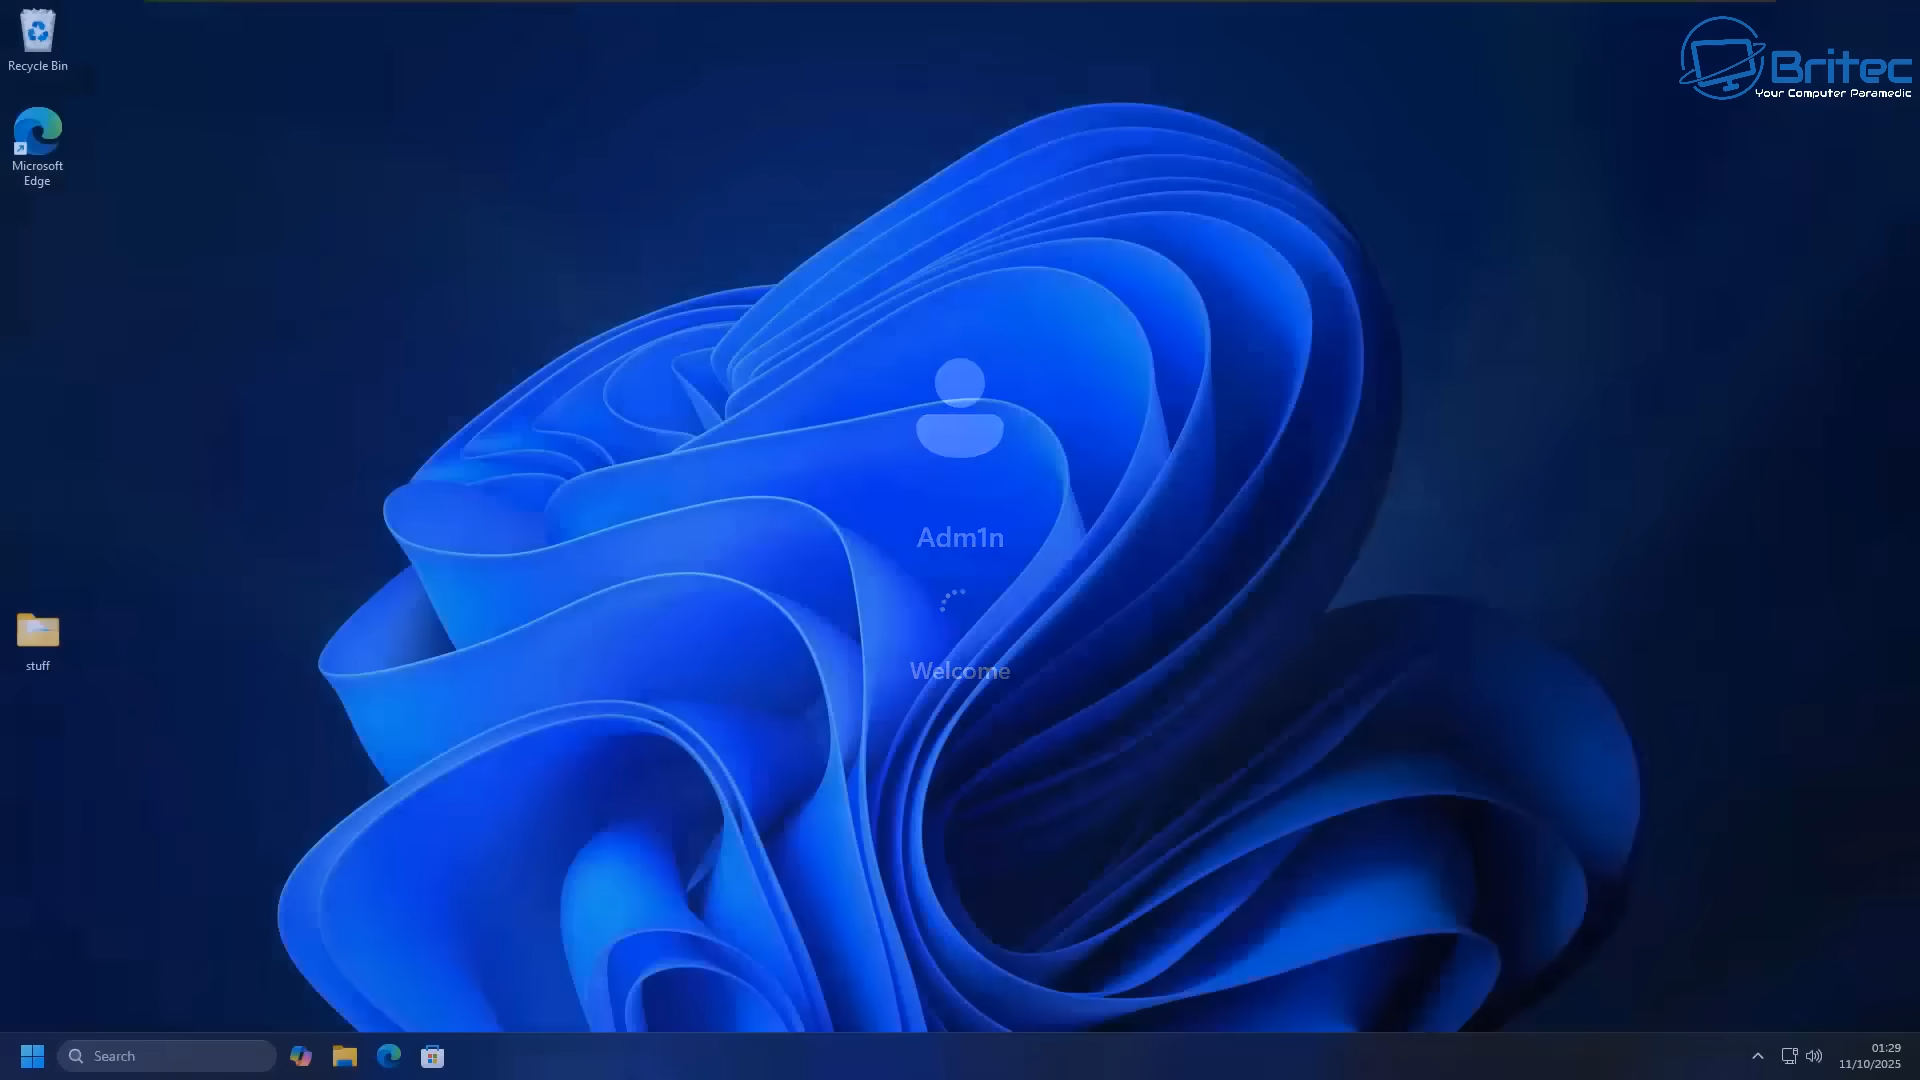 Recycle Bin
Britec
Your Computer Paramedic
Microsoft
Edge
Adm1n
Welcome
stuff
Search
01:29
11/10/2025